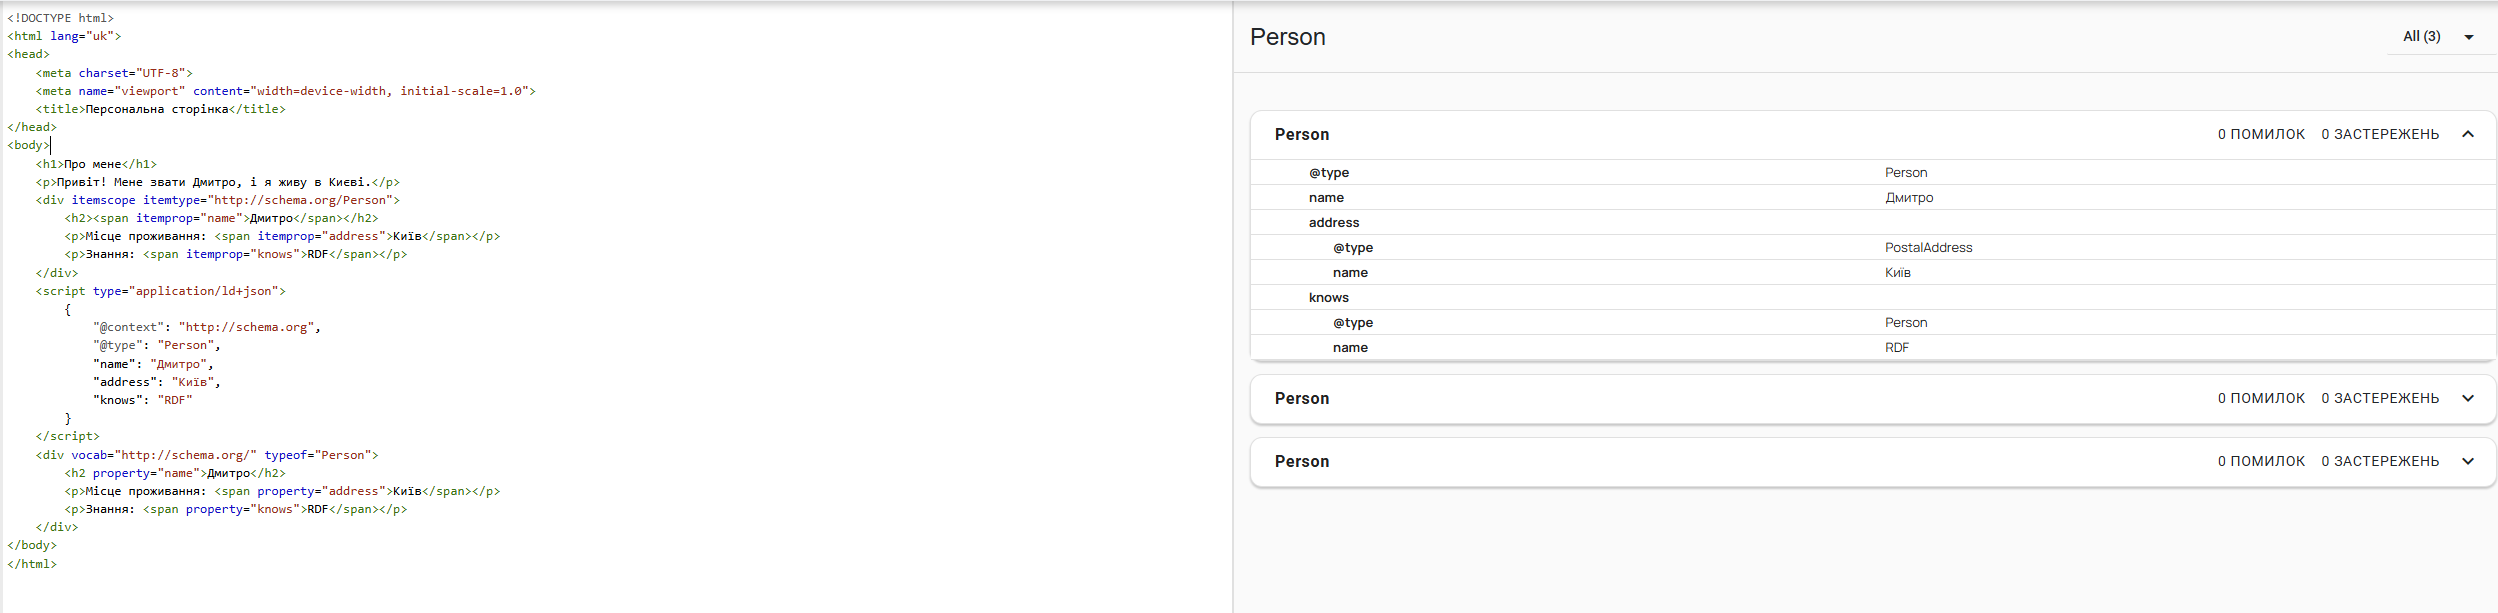 <!DOCTYPE html>
<html lang="uk">
<head>
    <meta charset="UTF-8">
    <meta name="viewport" content="width=device-width, initial-scale=1.0">
    <title>Персональна сторінка</title>
</head>
<body>
    <h1>Про мене</h1>
    <p>Привіт! Мене звати Дмитро, і я живу в Києві.</p>
    <div itemscope itemtype="http://schema.org/Person">
        <h2><span itemprop="name">Дмитро</span></h2>
        <p>Місце проживання: <span itemprop="address">Київ</span></p>
        <p>Знання: <span itemprop="knows">RDF</span></p>
    </div>
    <script type="application/ld+json">
        {
            "@context": "http://schema.org",
            "@type": "Person",
            "name": "Дмитро",
            "address": "Київ",
            "knows": "RDF"
        }
    </script>
    <div vocab="http://schema.org/" typeof="Person">
        <h2 property="name">Дмитро</h2>
        <p>Місце проживання: <span property="address">Київ</span></p>
        <p>Знання: <span property="knows">RDF</span></p>
    </div>
</body>
</html>
Person All (3)
Person 0 ПОМИЛОК 0 ЗАСТЕРЕЖЕНЬ
@type Person
name Дмитро
address
@type PostalAddress
name Київ
knows
@type Person
name RDF
Person 0 ПОМИЛОК 0 ЗАСТЕРЕЖЕНЬ
Person 0 ПОМИЛОК 0 ЗАСТЕРЕЖЕНЬ